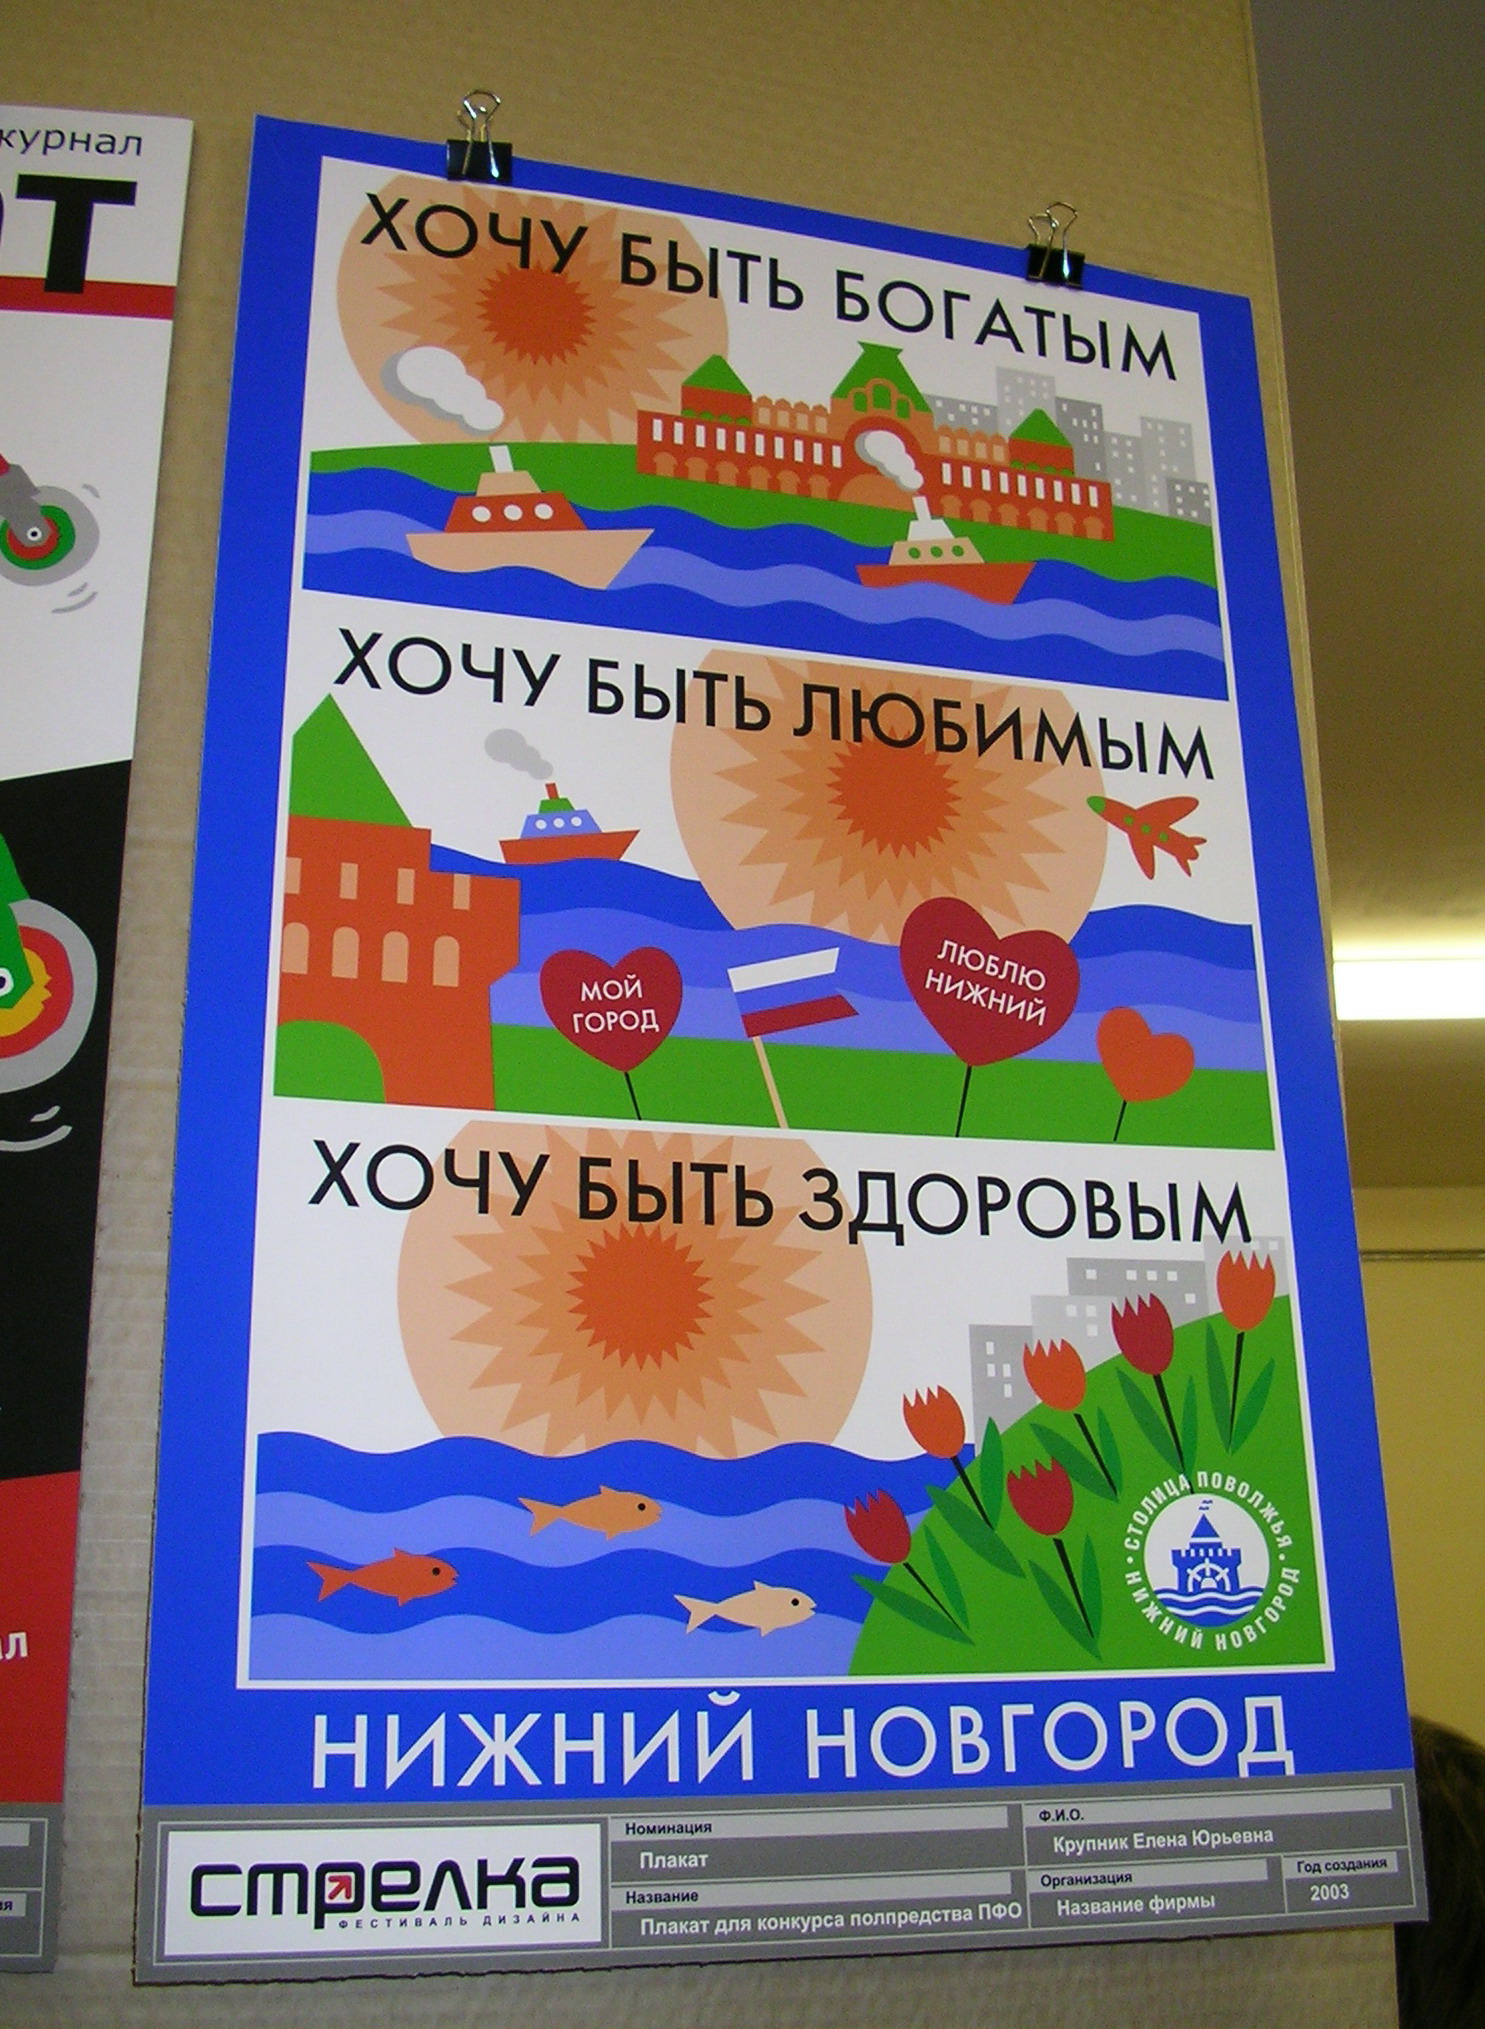 журнал
ХОЧУ БЫТЬ БОГАТЫМ
ХОЧУ БЫТЬ ЛЮБИМЫМ
МОЙ
ГОРОД
ЛЮБЛЮ
НИЖНИЙ
ХОЧУ БЫТЬ ЗДОРОВЫМ
СТОЛИЦА ПОВОЛЖЬЯ
НИЖНИЙ НОВГОРОД
НИЖНИЙ НОВГОРОД
стрелка
ФЕСТИВАЛЬ ДИЗАЙНА
Номинация
Плакат
Название
Плакат для конкурса полпредства ПФО
Ф.И.О.
Крупник Елена Юрьевна
Организация
Название фирмы
Год создания
2003